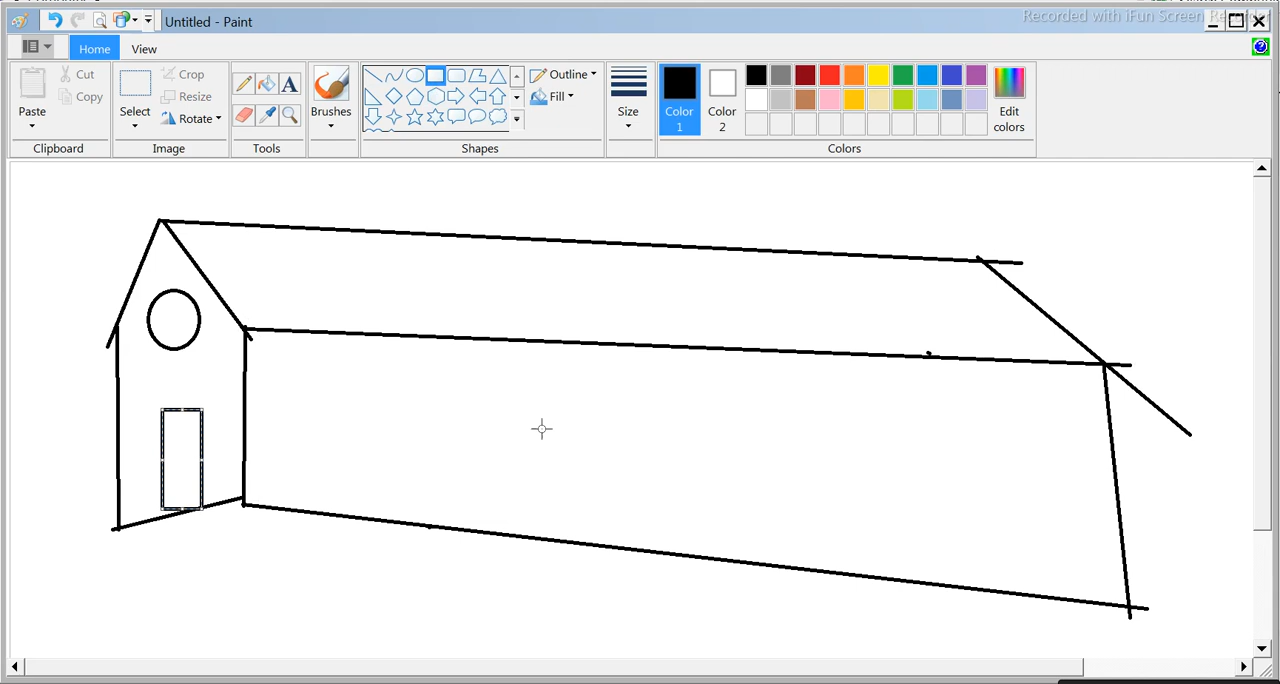 Untitled - Paint
Recorded with iFun Screen
Home View
Paste
Cut
Copy
Clipboard
Select
Crop
Resize
Rotate
Image
A
Tools
Brushes
Outline
Fill
Shapes
Size
Color 1
Color 2
Edit colors
Colors